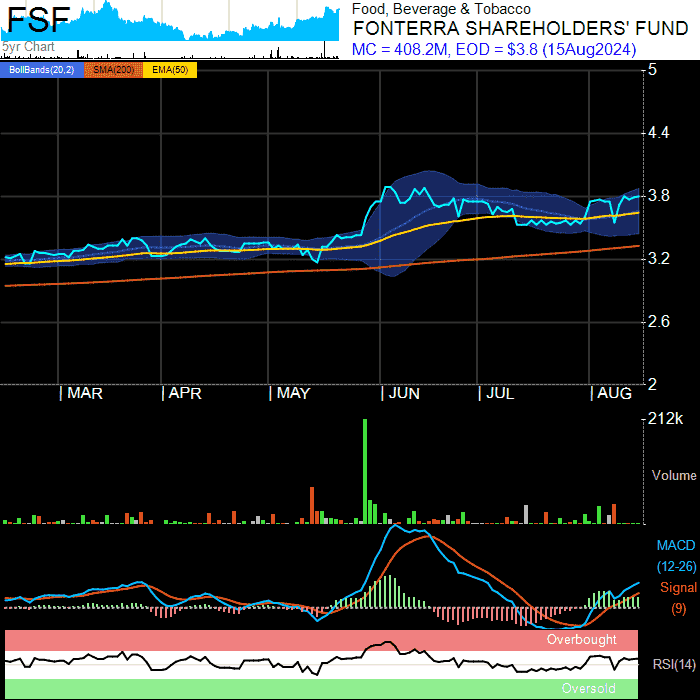 FSF
5yr Chart
Food, Beverage & Tobacco
FONTERRA SHAREHOLDERS' FUND
MC = 408.2M, EOD = $3.8 (15Aug2024)
BollBands(20,2) SMA(200) EMA(50)
5
4.4
3.8
3.2
2.6
2
MAR APR MAY JUN JUL AUG
212k
Volume
MACD
(12-26)
Signal
(9)
Overbought
RSI(14)
Oversold